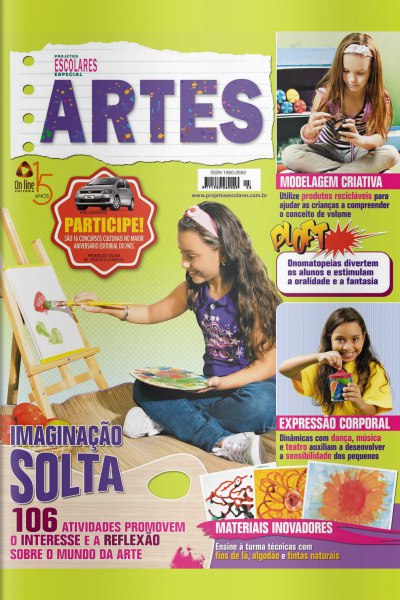 PROJETOS
ESCOLARES
ESPECIAL
ARTES
On line
EDITORA
15
ANOS
ISSN 1980-2692
www.projetosescolares.com.br
PARTICIPE!
SÃO 16 CONCURSOS CULTURAIS NO MAIOR
ANIVERSÁRIO EDITORIAL DO PAÍS
MODELAGEM CRIATIVA
Utilize produtos recicláveis para
ajudar as crianças a compreender
o conceito de volume
PLOFT
Onomatopeias divertem
os alunos e estimulam
a oralidade e a fantasia
EXPRESSÃO CORPORAL
Dinâmicas com dança, música
e teatro auxiliam a desenvolver
a sensibilidade dos pequenos
IMAGINAÇÃO
SOLTA
106 ATIVIDADES PROMOVEM
O INTERESSE E A REFLEXÃO
SOBRE O MUNDO DA ARTE
MATERIAIS INOVADORES
Ensine à turma técnicas com
fios de lã, algodão e tintas naturais